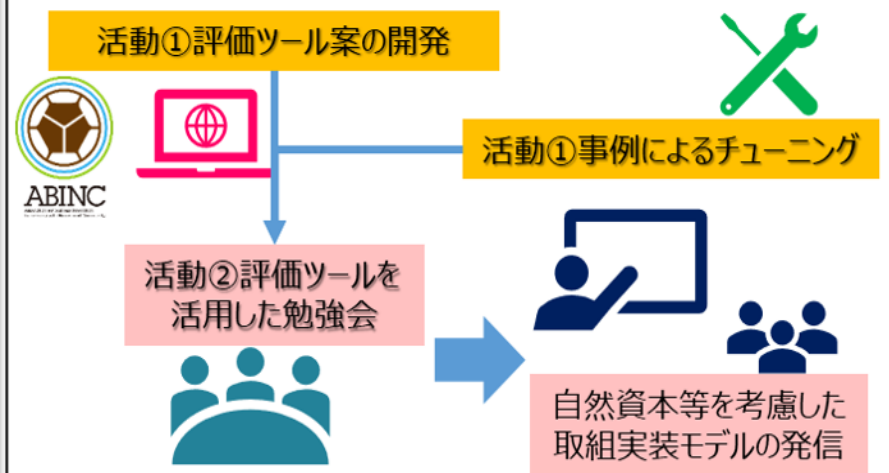 活動①評価ツール案の開発
ABINC
活動①事例によるチューニング
活動②評価ツールを
活用した勉強会
自然資本等を考慮した
取組実装モデルの発信